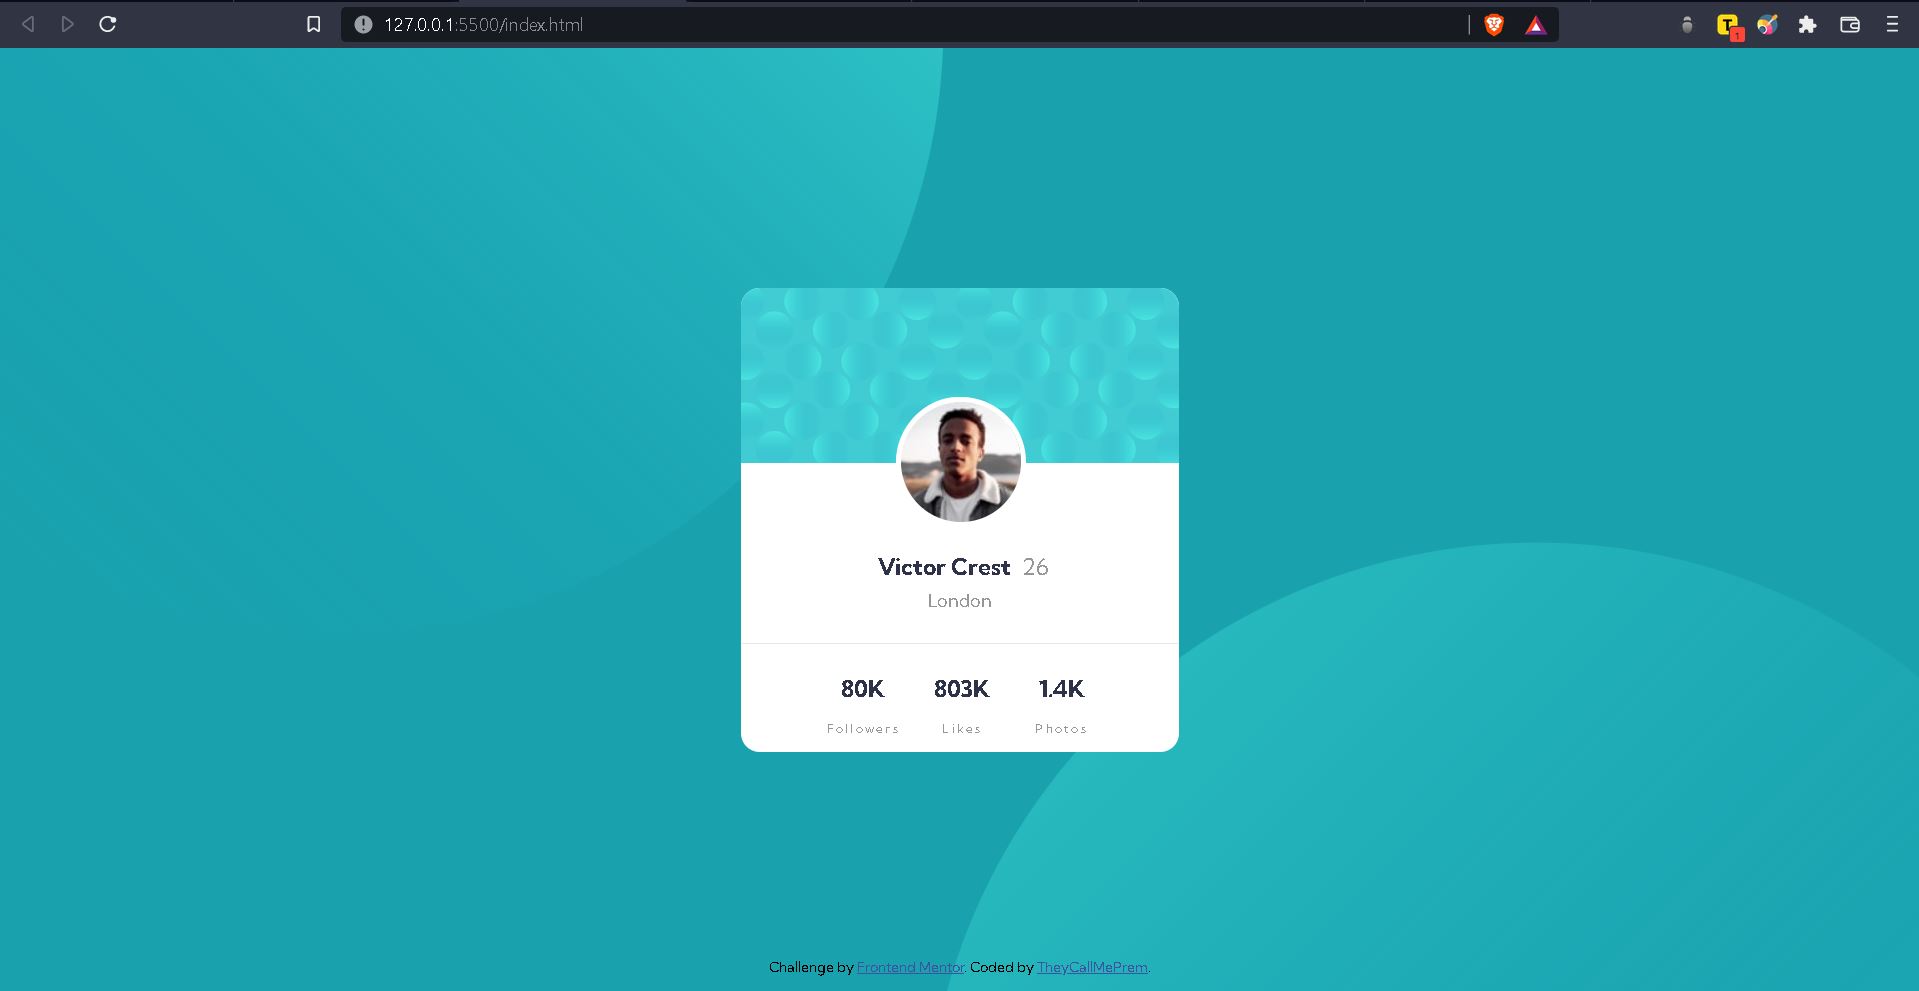 127.0.0.1:5500/index.html
T
1
Victor Crest 26
London
80K 803K 1.4K
Followers Likes Photos
Challenge by Frontend Mentor. Coded by TheyCallMePrem.